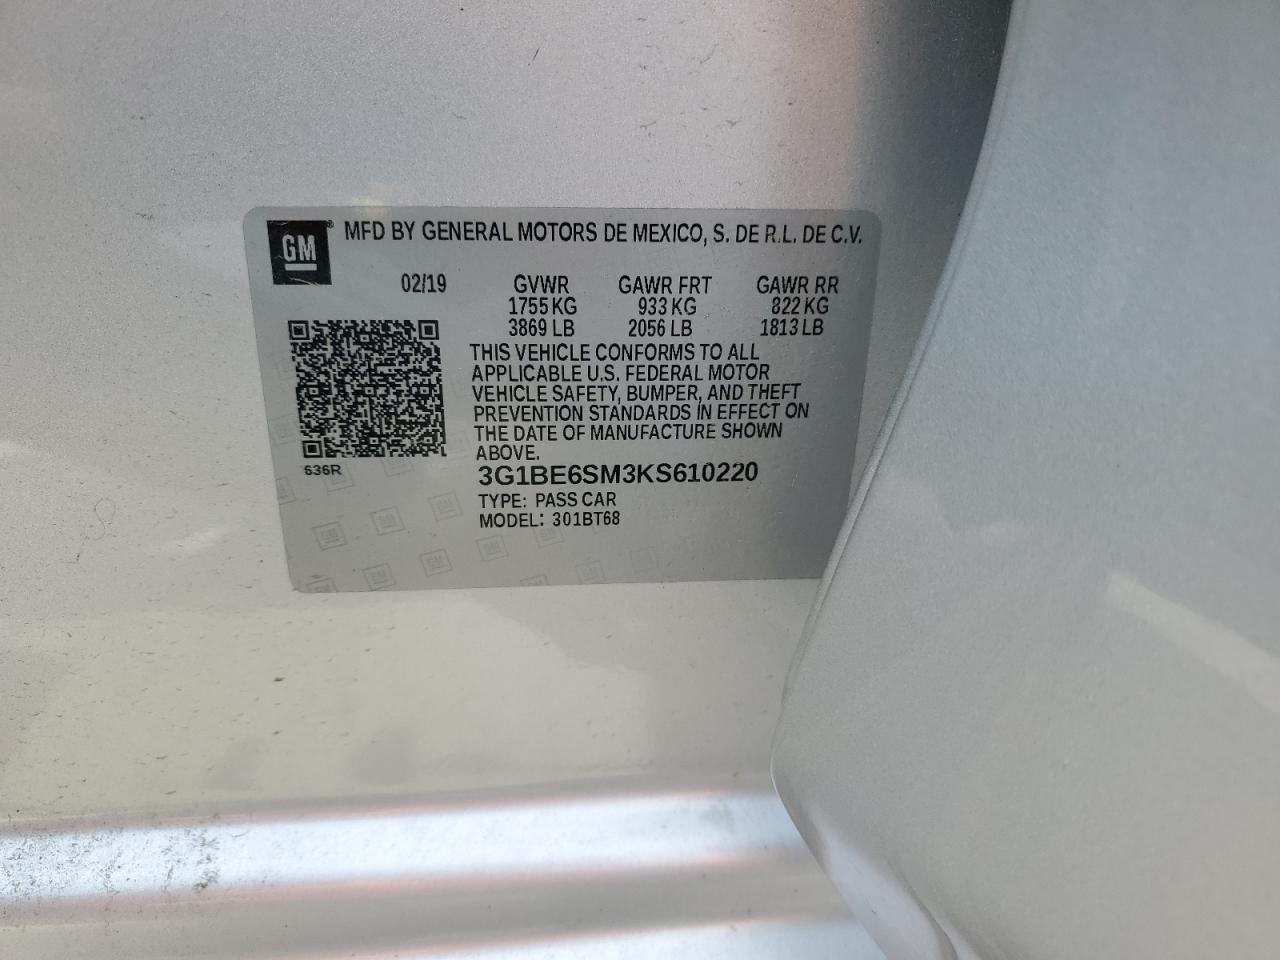 GM® MFD BY GENERAL MOTORS DE MEXICO, S. DE R.L. DE C.V.
02/19 GVWR GAWR FRT GAWR RR
1755 KG 933 KG 822 KG
3869 LB 2056 LB 1813 LB
THIS VEHICLE CONFORMS TO ALL
APPLICABLE U.S. FEDERAL MOTOR
VEHICLE SAFETY, BUMPER, AND THEFT
PREVENTION STANDARDS IN EFFECT ON
THE DATE OF MANUFACTURE SHOWN
ABOVE.
636R
3G1BE6SM3KS610220
TYPE: PASS CAR
MODEL: 301BT68